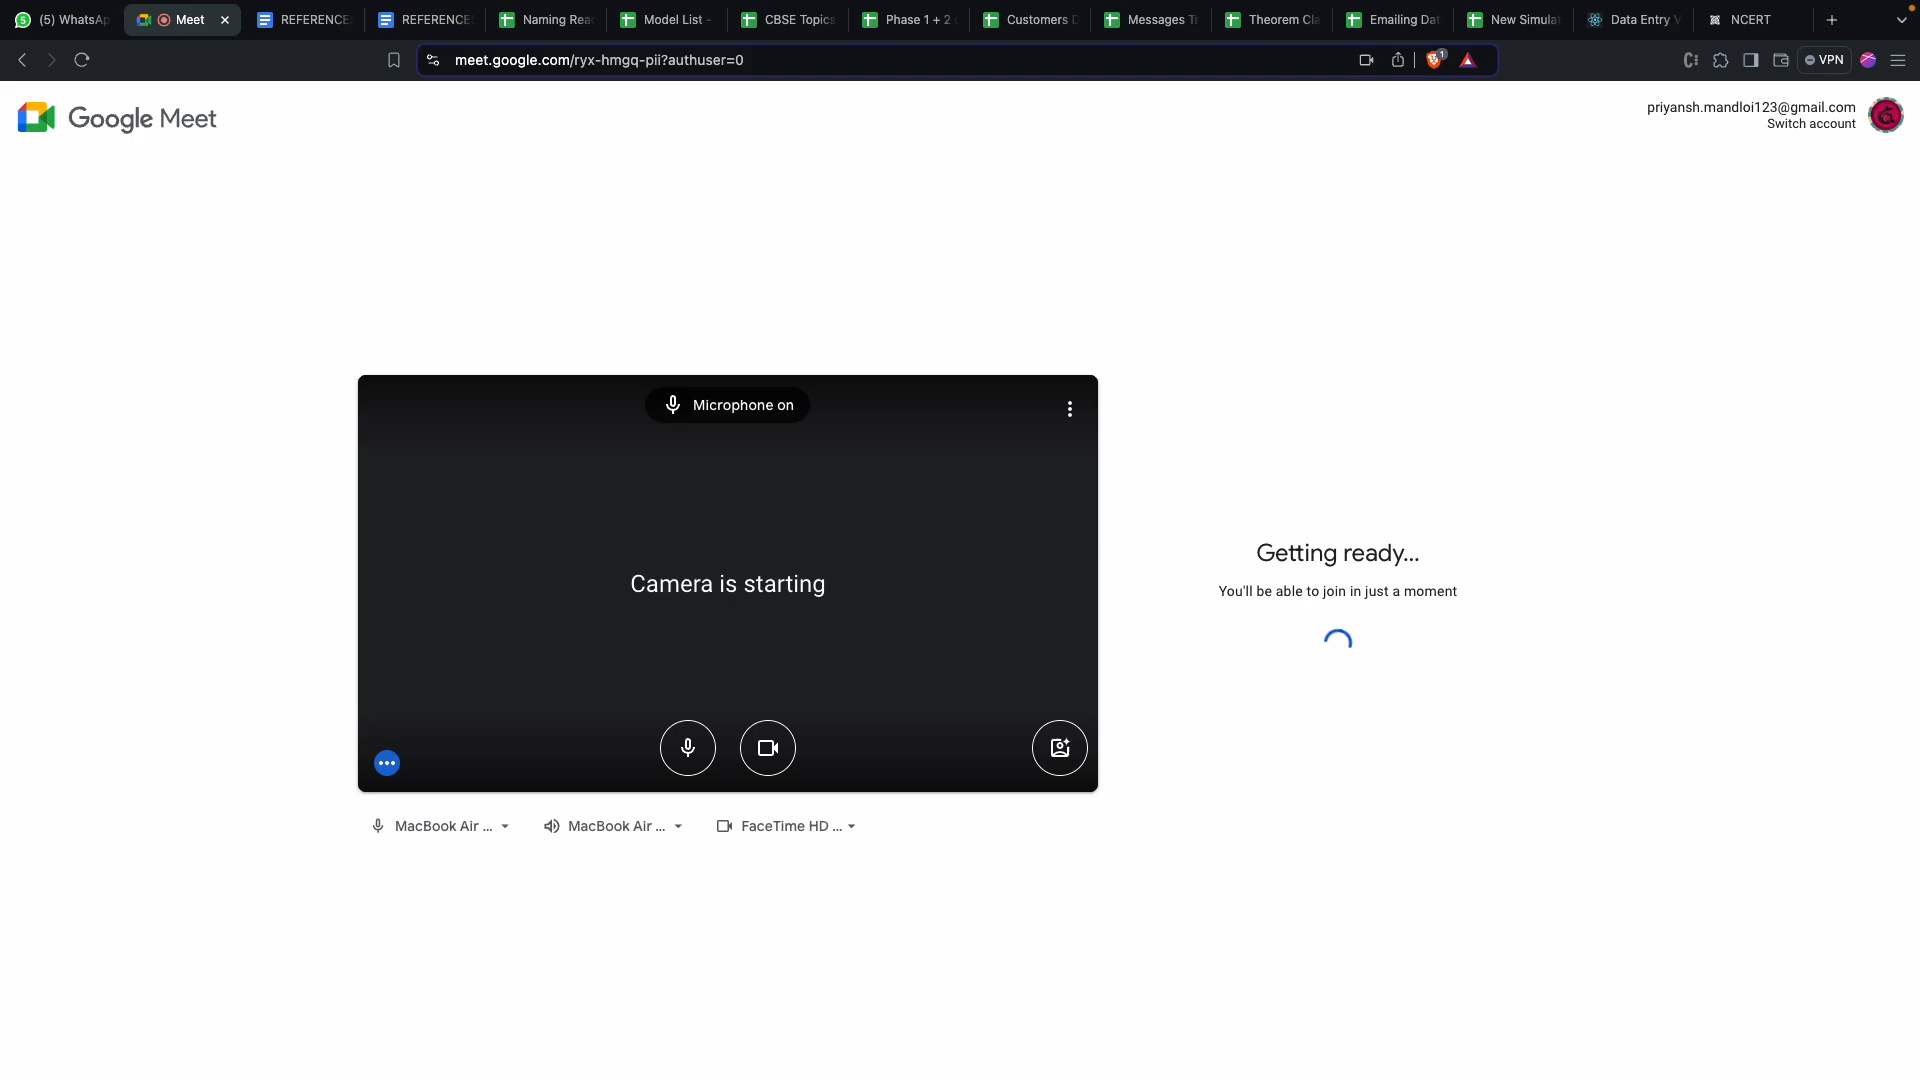 (5) WhatsAp
Meet
REFERENCE
REFERENCE
Naming Rea
Model List -
CBSE Topics
Phase 1 + 2
Customers D
Messages Tr
Theorem Cla
Emailing Dat
New Simulat
Data Entry V
NCERT
meet.google.com/ryx-hmgq-pii?authuser=0
1
VPN
Google Meet
priyansh.mandloi123@gmail.com
Switch account
Microphone on
Camera is starting
Getting ready...
You'll be able to join in just a moment
MacBook Air ...
MacBook Air ...
FaceTime HD ...